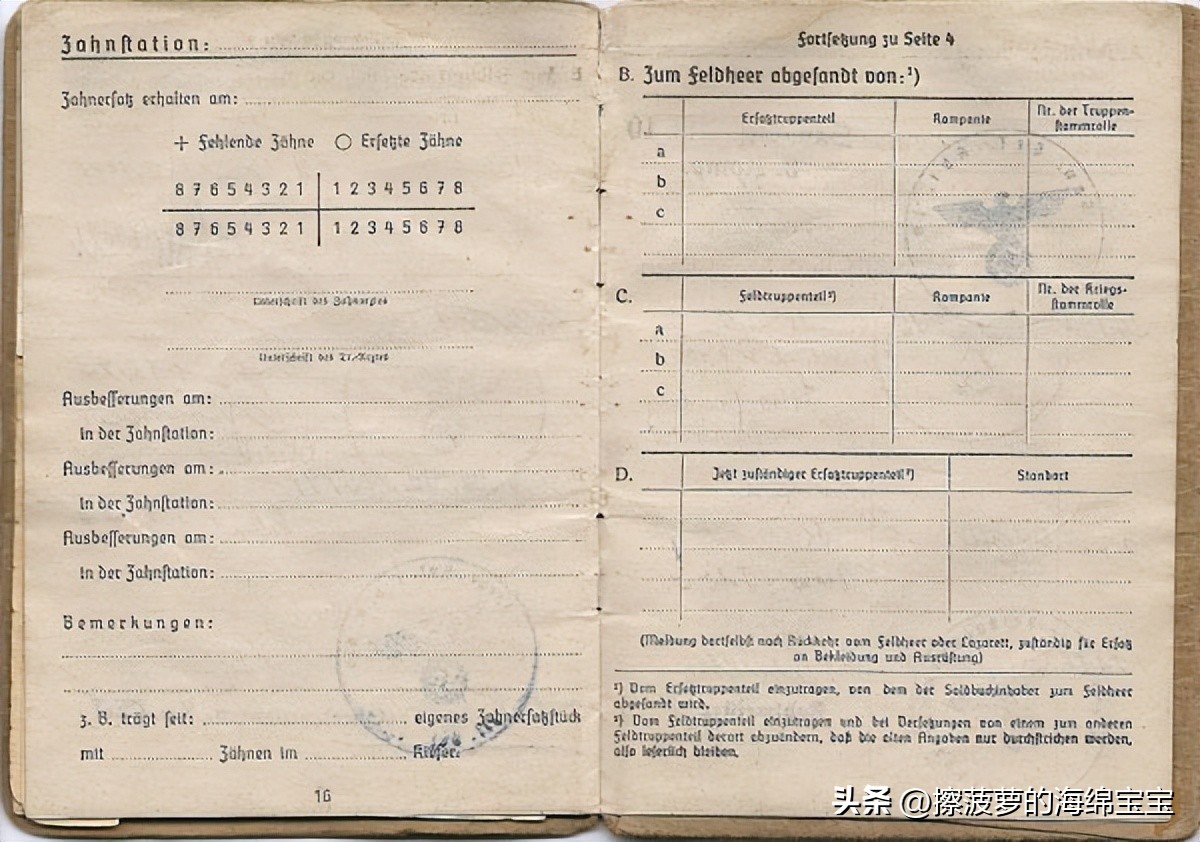 Zahnstation:
Zahnersatz erhalten am:
+ Fehlende Zähne ○ Ersetzte Zähne
8 7 6 5 4 3 2 1 | 1 2 3 4 5 6 7 8
8 7 6 5 4 3 2 1 | 1 2 3 4 5 6 7 8
Unterschrift des Zahnarztes
Unterschrift des Tr.-Arztes
Ausbesserungen am:
In der Zahnstation:
Ausbesserungen am:
In der Zahnstation:
Ausbesserungen am:
In der Zahnstation:
Bemerkungen:
z. B. trägt seit: eigenes Zahnersatzstück
mit Zähnen im Kiefer.
16
Fortsetzung zu Seite 4
B. Zum Feldheer abgesandt von:¹)
Ersatztruppenteil Kompanie Nr. der Truppen-
stammrolle
a
b
c
C. Feldtruppenteil²) Kompanie Nr. der Kriegs-
stammrolle
a
b
c
D. Jetzt zuständiger Ersatztruppenteil²) Standort
(Meldung dortselbst nach Rückkehr vom Feldheer oder Lazarett, zuständig für Ersatz
an Bekleidung und Ausrüstung)
¹) Vom Ersatztruppenteil einzutragen, von dem der Soldbuchinhaber zum Feldheer
abgesandt wird.
²) Vom Feldtruppenteil einzutragen und bei Versetzungen von einem zum anderen
Feldtruppenteil derart abzuändern, daß die alten Angaben nur durchstrichen werden,
also leserlich bleiben.
头条 @擦菠萝的海绵宝宝